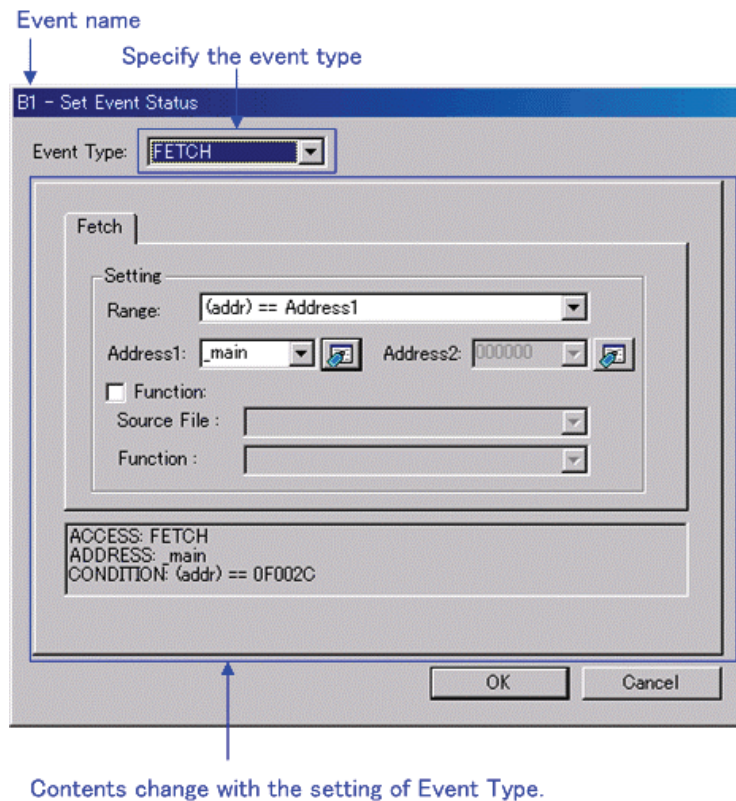 Event name
Specify the event type
B1 - Set Event Status
Event Type: FETCH
Fetch
Setting
Range: (addr) == Address1
Address1: _main Address2: 000000
Function:
Source File :
Function :
ACCESS: FETCH
ADDRESS: _main
CONDITION: (addr) == 0F002C
OK Cancel
Contents change with the setting of Event Type.